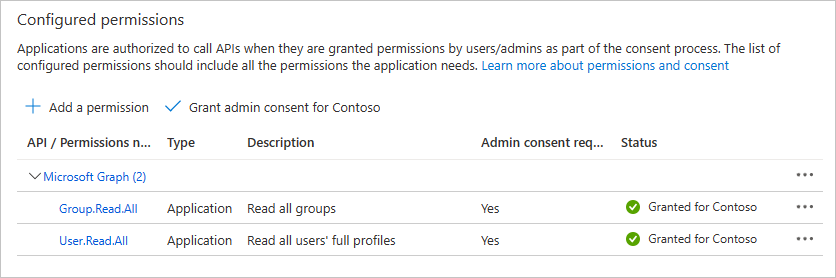 Configured permissions
Applications are authorized to call APIs when they are granted permissions by users/admins as part of the consent process. The list of
configured permissions should include all the permissions the application needs. Learn more about permissions and consent
Add a permission Grant admin consent for Contoso
API / Permissions n... Type Description Admin consent req... Status
Microsoft Graph (2)
Group.Read.All Application Read all groups Yes Granted for Contoso
User.Read.All Application Read all users' full profiles Yes Granted for Contoso